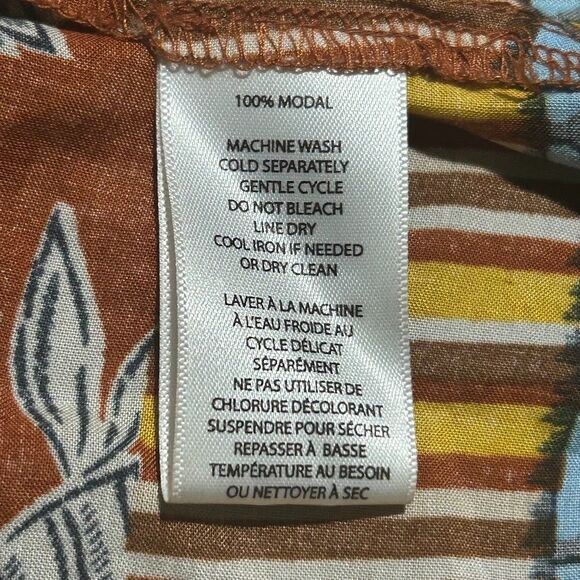 100% MODAL
MACHINE WASH
COLD SEPARATELY
GENTLE CYCLE
DO NOT BLEACH
LINE DRY
COOL IRON IF NEEDED
OR DRY CLEAN
LAVER À LA MACHINE
À L'EAU FROIDE AU
CYCLE DÉLICAT
SÉPARÉMENT
NE PAS UTILISER DE
CHLORURE DÉCOLORANT
SUSPENDRE POUR SÉCHER
REPASSER À BASSE
TEMPÉRATURE AU BESOIN
OU NETTOYER À SEC